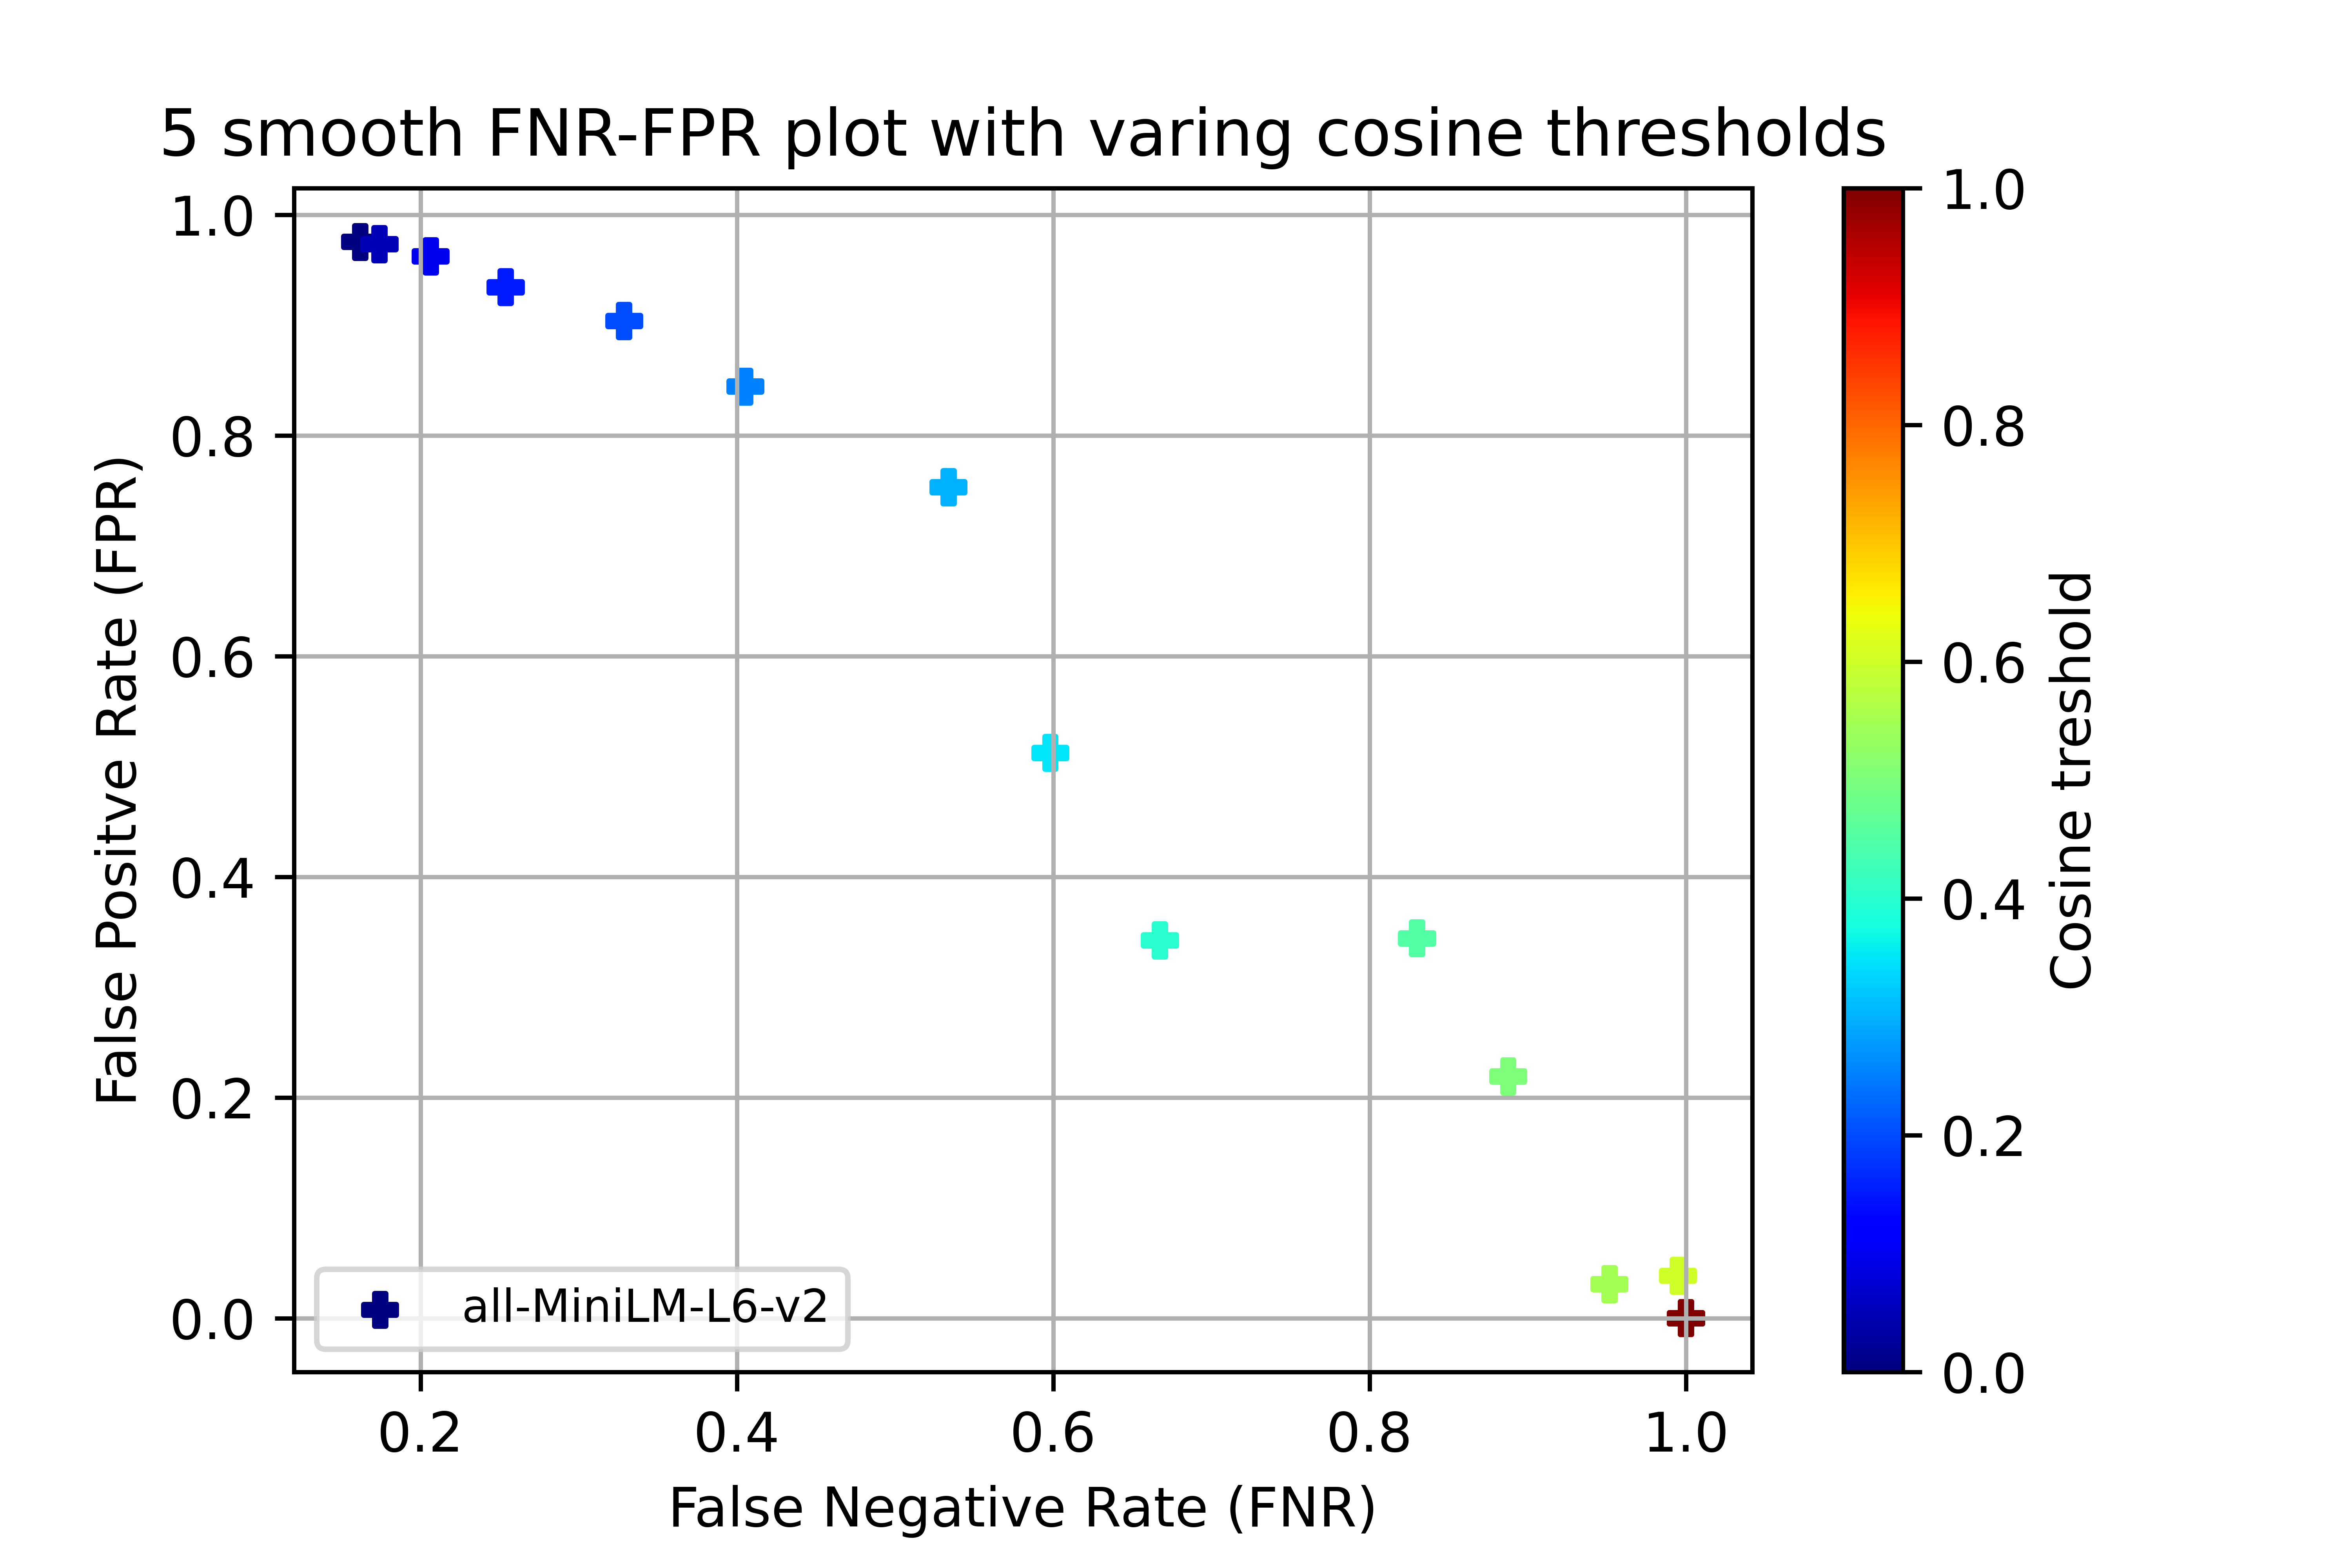 5 smooth FNR-FPR plot with varing cosine thresholds
False Positve Rate (FPR)
1.0
0.8
0.6
0.4
0.2
0.0
all-MiniLM-L6-v2
0.2 0.4 0.6 0.8 1.0
False Negative Rate (FNR)
1.0
0.8
0.6
0.4
0.2
0.0
Cosine treshold